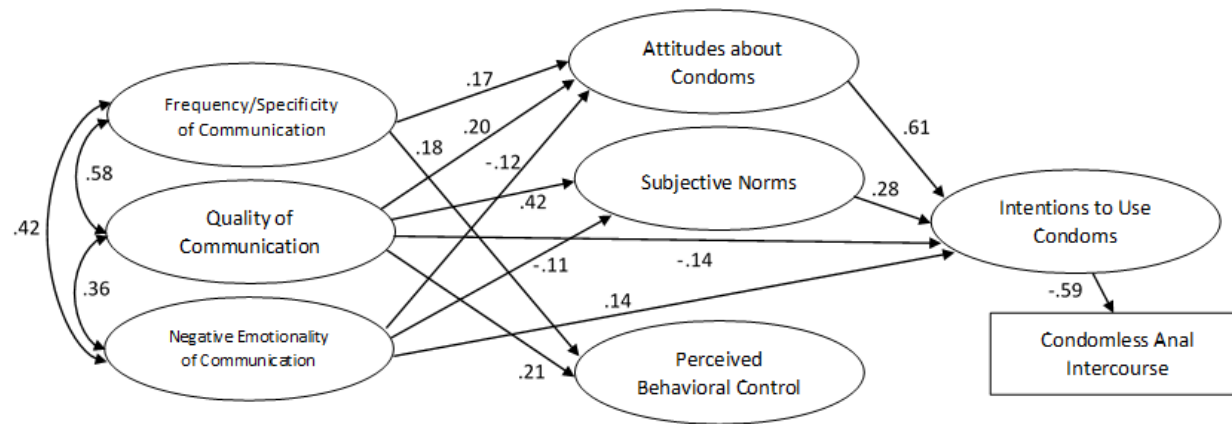 Attitudes about
Condoms
.17
Frequency/Specificity
of Communication
.20
.18
.61
-.12
.58
Subjective Norms
.28
.42
.42
Quality of
Communication
Intentions to Use
Condoms
-.11
-.14
.36
.14
-.59
Negative Emotionality
of Communication
.21
Perceived
Behavioral Control
Condomless Anal
Intercourse